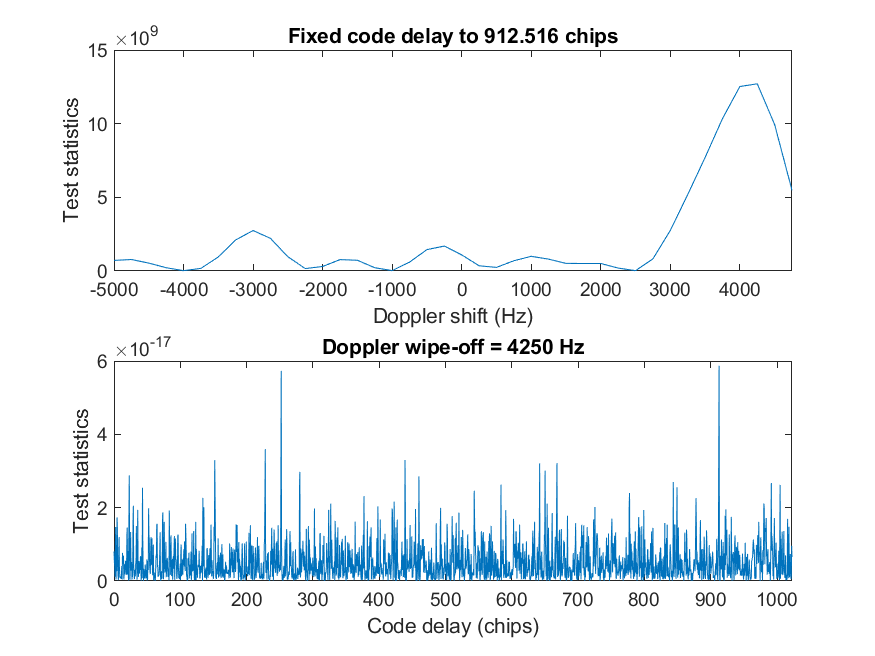 ×10^9
Fixed code delay to 912.516 chips
15
10
5
0
Test statistics
-5000 -4000 -3000 -2000 -1000 0 1000 2000 3000 4000
Doppler shift (Hz)
×10^-17
Doppler wipe-off = 4250 Hz
6
4
2
0
Test statistics
0 100 200 300 400 500 600 700 800 900 1000
Code delay (chips)